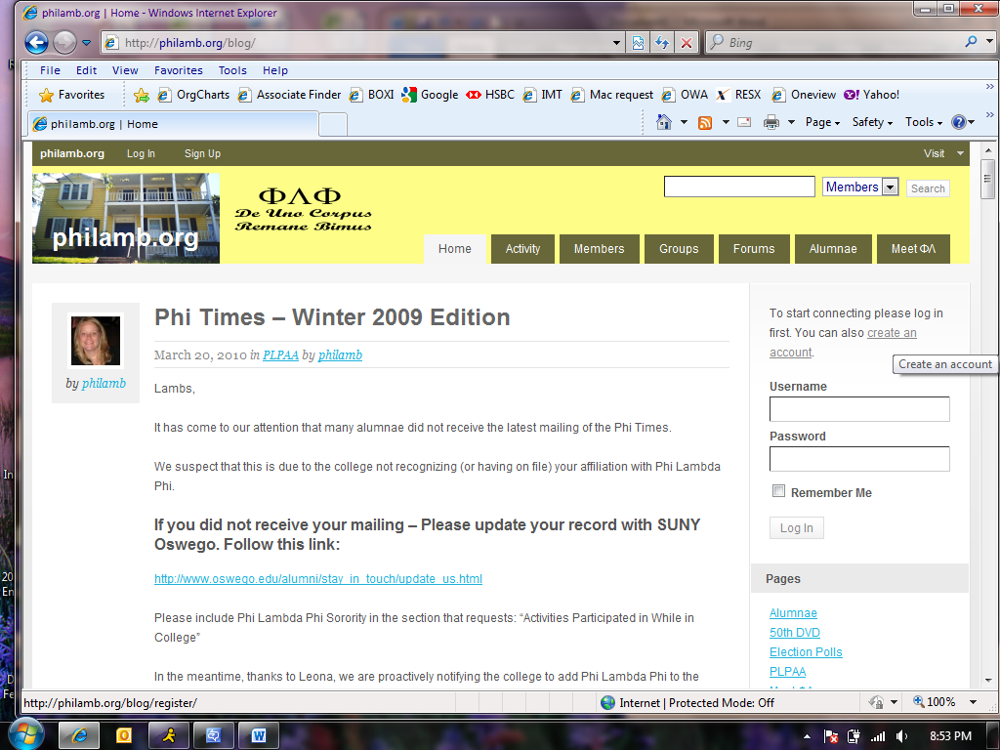 philamb.org | Home - Windows Internet Explorer
http://philamb.org/blog/
Bing
File Edit View Favorites Tools Help
Favorites OrgCharts Associate Finder BOXI Google HSBC IMT Mac request OWA RESX Oneview Yahoo!
philamb.org | Home
Page Safety Tools
philamb.org Log In Sign Up Visit
ΦΛΦ
De Uno Corpus
Remane Bimus
philamb.org
Members Search
Home Activity Members Groups Forums Alumnae Meet ΦΛ
by philamb
Phi Times – Winter 2009 Edition
March 20, 2010 in PLPAA by philamb
Lambs,
It has come to our attention that many alumnae did not receive the latest mailing of the Phi Times.
We suspect that this is due to the college not recognizing (or having on file) your affiliation with Phi Lambda
Phi.
If you did not receive your mailing – Please update your record with SUNY
Oswego. Follow this link:
http://www.oswego.edu/alumni/stay_in_touch/update_us.html
Please include Phi Lambda Phi Sorority in the section that requests: “Activities Participated in While in
College”
In the meantime, thanks to Leona, we are proactively notifying the college to add Phi Lambda Phi to the
To start connecting please log in
first. You can also create an
account.
Create an account
Username
Password
Remember Me
Log In
Pages
Alumnae
50th DVD
Election Polls
PLPAA
http://philamb.org/blog/register/
Internet | Protected Mode: Off
100%
8:53 PM